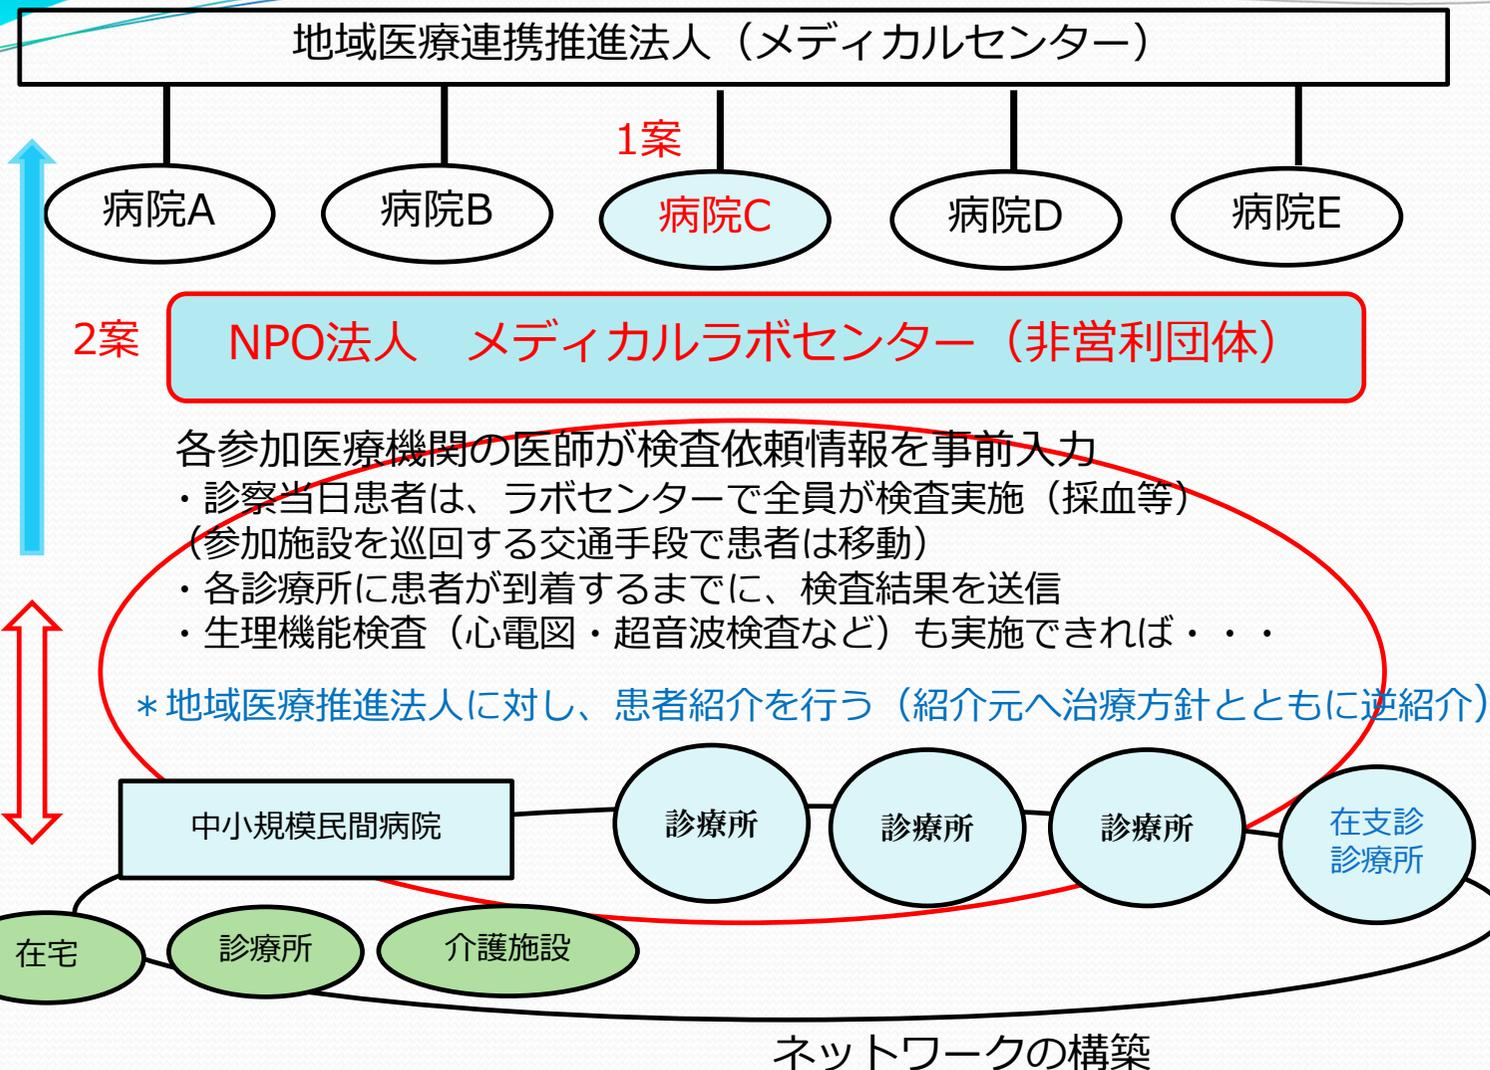 地域医療連携推進法人（メディカルセンター）
1案
病院A
病院B
病院C
病院D
病院E
2案
NPO法人　メディカルラボセンター（非営利団体）
各参加医療機関の医師が検査依頼情報を事前入力
・診察当日患者は、ラボセンターで全員が検査実施（採血等）
（参加施設を巡回する交通手段で患者は移動）
・各診療所に患者が到着するまでに、検査結果を送信
・生理機能検査（心電図・超音波検査など）も実施できれば・・・
＊地域医療推進法人に対し、患者紹介を行う（紹介元へ治療方針とともに逆紹介）
中小規模民間病院
診療所
診療所
診療所
在支診
診療所
在宅
診療所
介護施設
ネットワークの構築